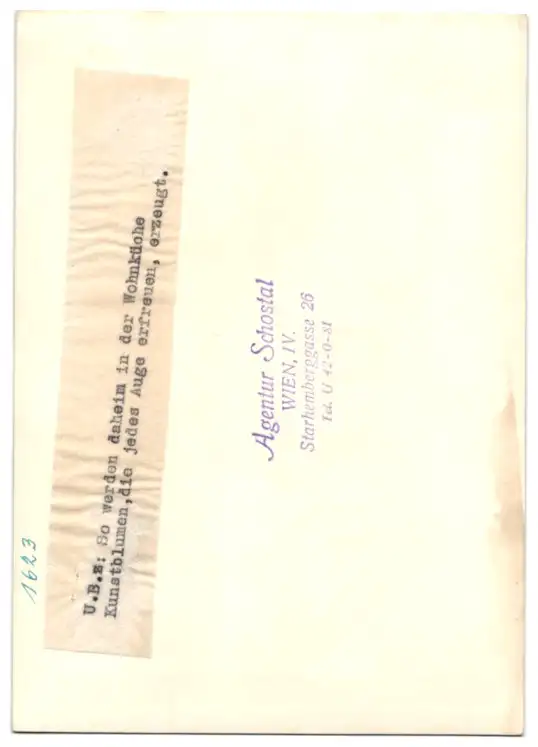 1623
U.B.z: So werden daheim in der Wohnküche
Kunstblumen,die jedes Auge erfreuen, erzeugt.
Agentur Schostal
WIEN, IV.
Starhemberggasse 26
Tel. U 42-0-81